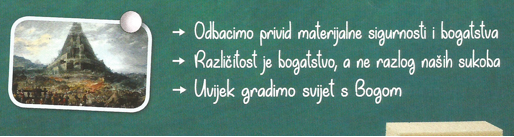 → Odbacimo privid materijalne sigurnosti i bogatstva
→ Različitost je bogatstvo, a ne razlog naših sukoba
→ Uvijek gradimo svijet s Bogom